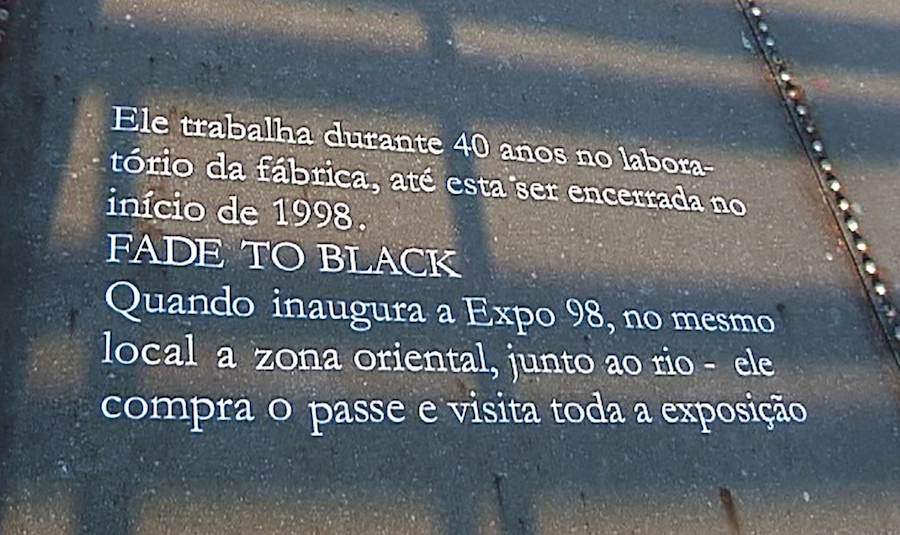 Ele trabalha durante 40 anos no labora-
tório da fábrica, até esta ser encerrada no
início de 1998.
FADE TO BLACK
Quando inaugura a Expo 98, no mesmo
local a zona oriental, junto ao rio - ele
compra o passe e visita toda a exposição